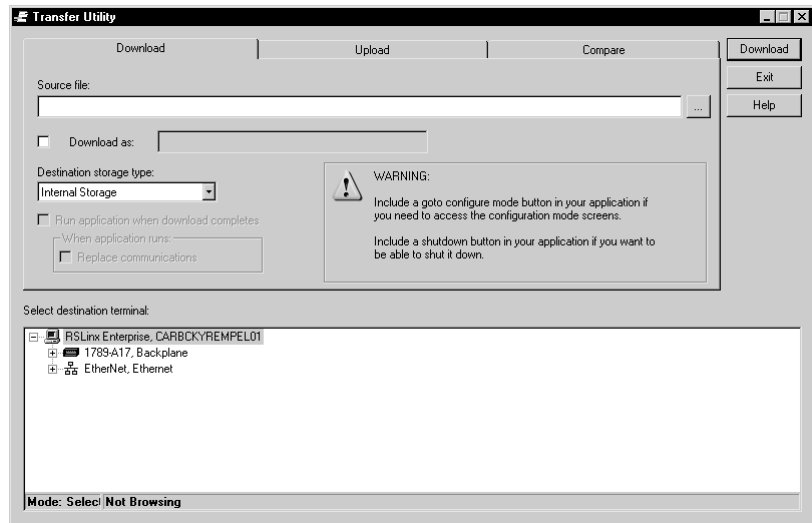 Transfer Utility
Download
Upload
Compare
Download
Exit
Help
Source file:
...
Download as:
Destination storage type:
Internal Storage
Run application when download completes
When application runs:
Replace communications
WARNING:
Include a goto configure mode button in your application if
you need to access the configuration mode screens.
Include a shutdown button in your application if you want to
be able to shut it down.
Select destination terminal:
RSLinx Enterprise, CARBCKYREMPEL01
1789-A17, Backplane
EtherNet, Ethernet
Mode: Selec Not Browsing